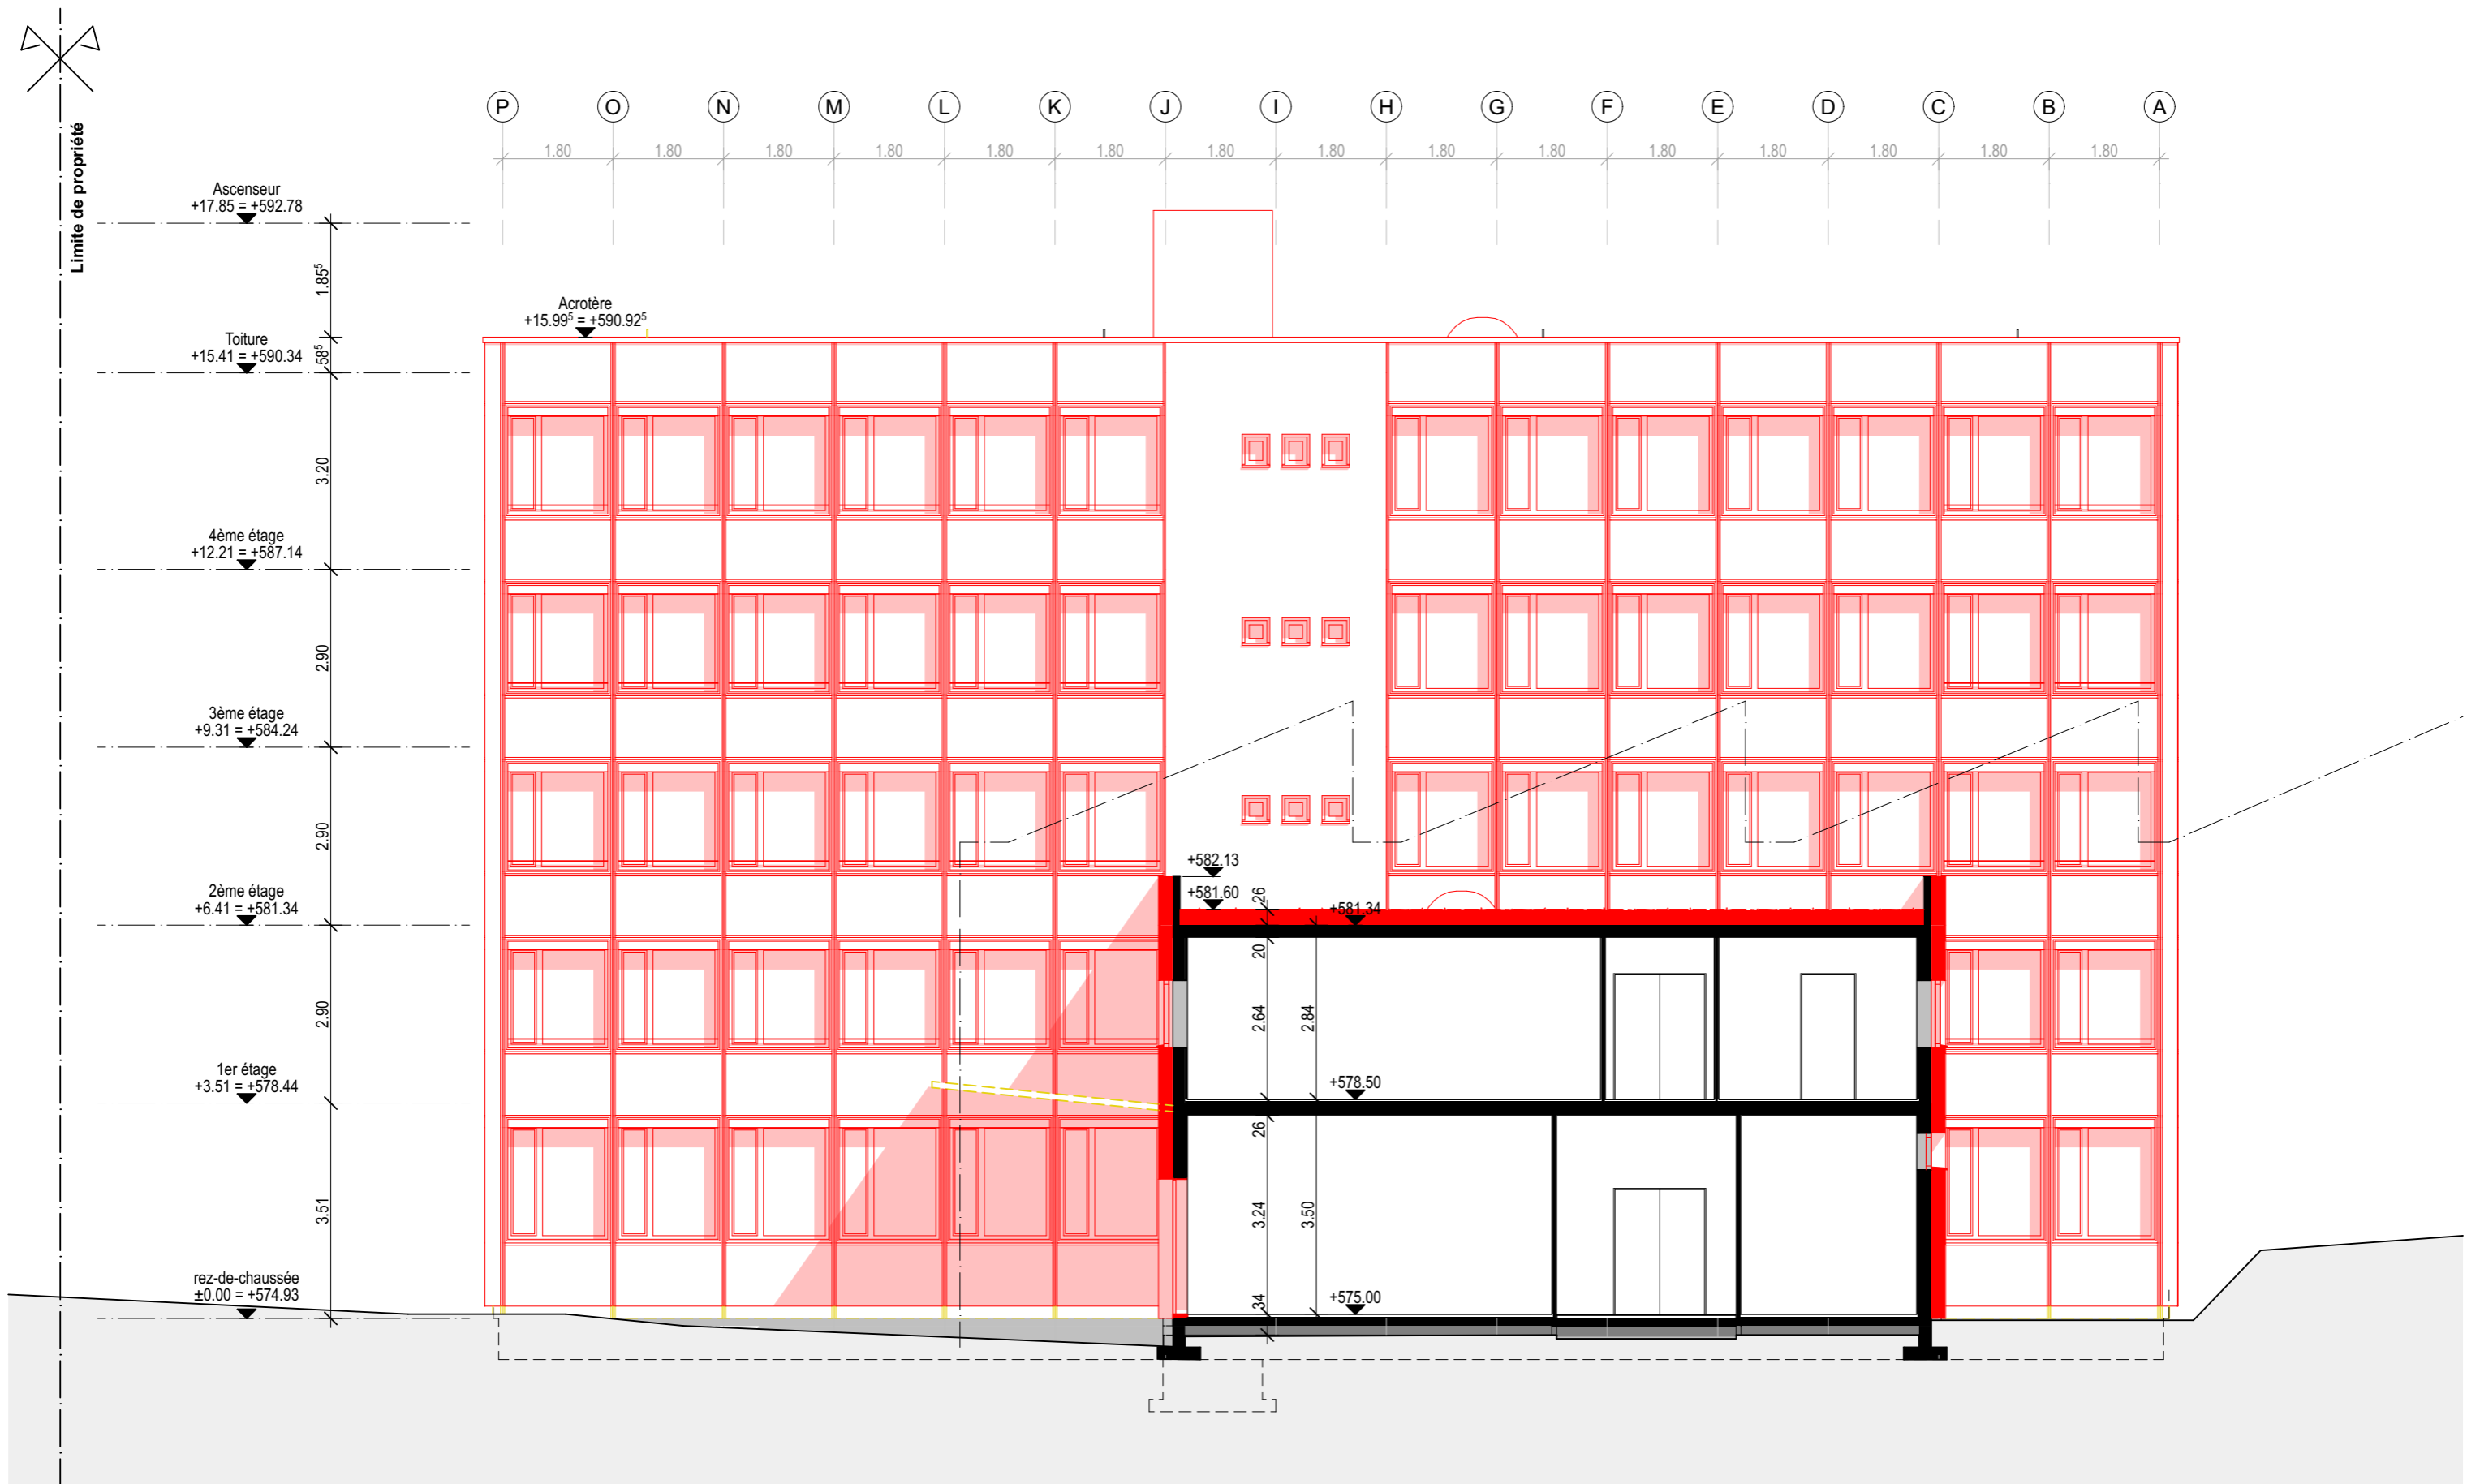 P O N M L K J I H G F E D C B A
1.80 1.80 1.80 1.80 1.80 1.80 1.80 1.80 1.80 1.80 1.80 1.80 1.80 1.80 1.80
Limite de propriété
Ascenseur
+17.85 = +592.78
1.85⁵
Acrotère
+15.99⁵ = +590.92⁵
Toiture
+15.41 = +590.34
58⁵
3.20
4ème étage
+12.21 = +587.14
2.90
3ème étage
+9.31 = +584.24
2.90
2ème étage
+6.41 = +581.34
2.90
1er étage
+3.51 = +578.44
3.51
rez-de-chaussée
±0.00 = +574.93
+582.13
+581.60
26
+581.34
20
2.64
2.84
+578.50
26
3.24
3.50
34
+575.00